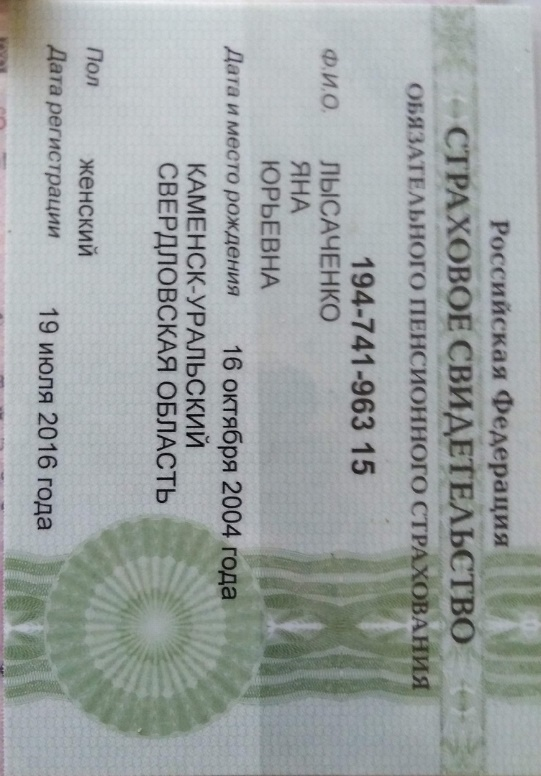 Российская Федерация
СТРАХОВОЕ СВИДЕТЕЛЬСТВО
ОБЯЗАТЕЛЬНОГО ПЕНСИОННОГО СТРАХОВАНИЯ
194-741-963 15
Ф.И.О. ЛЫСАЧЕНКО
ЯНА
ЮРЬЕВНА
Дата и место рождения 16 октября 2004 года
КАМЕНСК-УРАЛЬСКИЙ
СВЕРДЛОВСКАЯ ОБЛАСТЬ
Пол женский
Дата регистрации 19 июля 2016 года